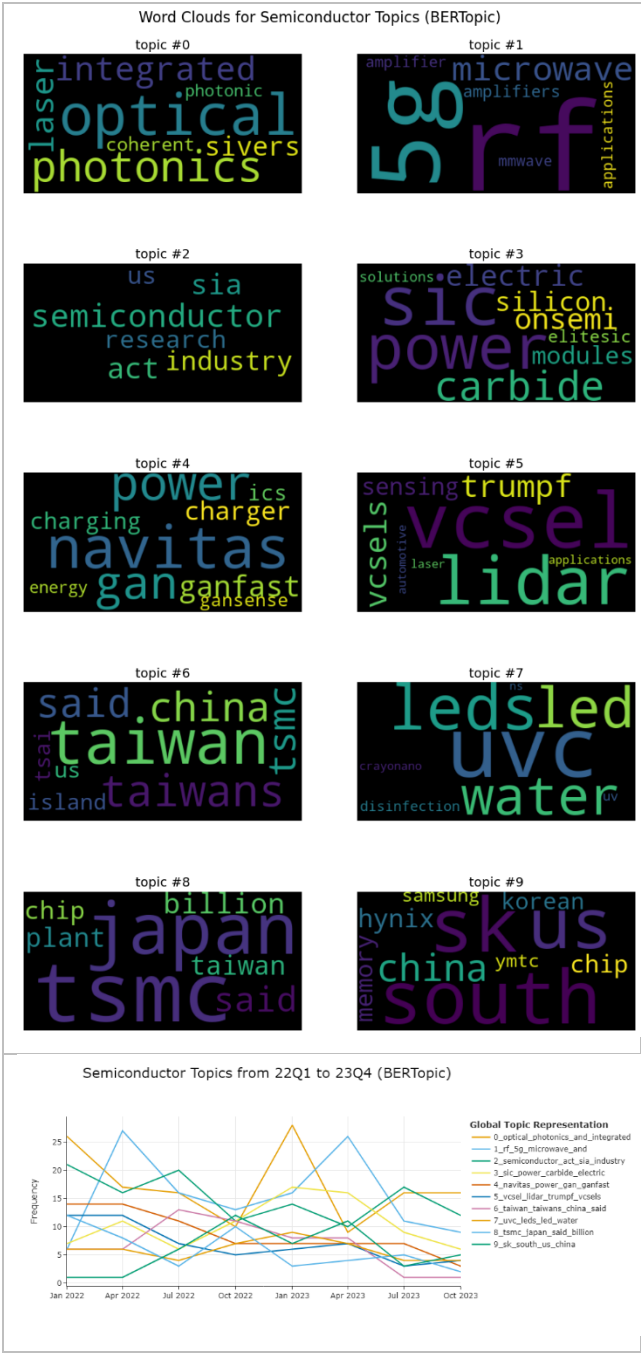 Word Clouds for Semiconductor Topics (BERTopic)
topic #0
topic #1
laser
integrated
photonic
optical
coherent
sivers
photonics
amplifier
microwave
amplifiers
5g
rf
mmwave
applications
topic #2
topic #3
us
sia
semiconductor
research
act
industry
solutions
electric
sic
silicon
onsemi
power
elitesic
modules
carbide
topic #4
topic #5
power
ics
charging
charger
navitas
energy
gan
ganfast
gansense
sensing
trumpf
vcsel
vcsels
automotive
laser
applications
lidar
topic #6
topic #7
said
china
tsmc
taiwan
tsai
us
island
taiwans
ns
leds
led
uvc
crayonano
water
uv
disinfection
topic #8
topic #9
billion
chip
japan
plant
taiwan
tsmc
said
samsung
korean
hynix
sk
us
memory
china
ymtc
chip
south
Semiconductor Topics from 22Q1 to 23Q4 (BERTopic)
Global Topic Representation
0_optical_photonics_and_integrated
1_rf_5g_microwave_and
2_semiconductor_act_sia_industry
3_sic_power_carbide_electric
4_navitas_power_gan_ganfast
5_vcsel_lidar_trumpf_vcsels
6_taiwan_taiwans_china_said
7_uvc_leds_led_water
8_tsmc_japan_said_billion
9_sk_south_us_china
Frequency
25
20
15
10
5
0
Jan 2022 Apr 2022 Jul 2022 Oct 2022 Jan 2023 Apr 2023 Jul 2023 Oct 2023